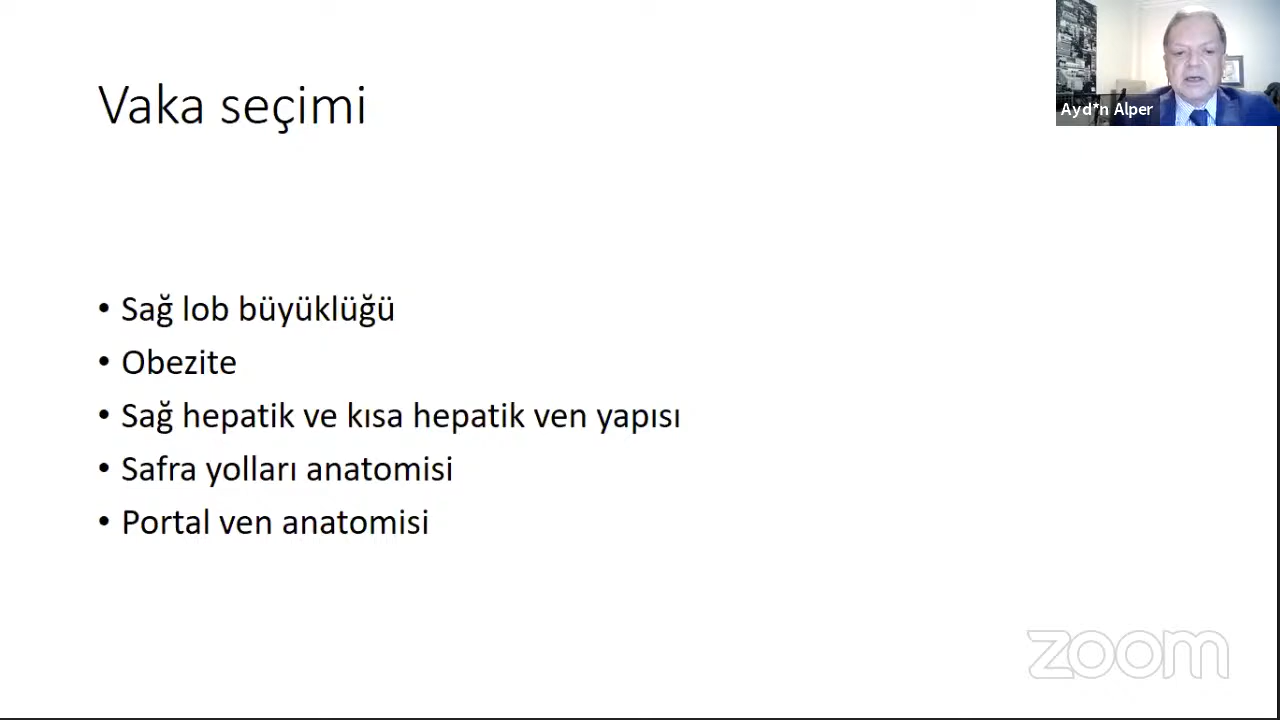 Vaka seçimi
Ayd*n Alper
• Sağ lob büyüklüğü
• Obezite
• Sağ hepatik ve kısa hepatik ven yapısı
• Safra yolları anatomisi
• Portal ven anatomisi
zoom